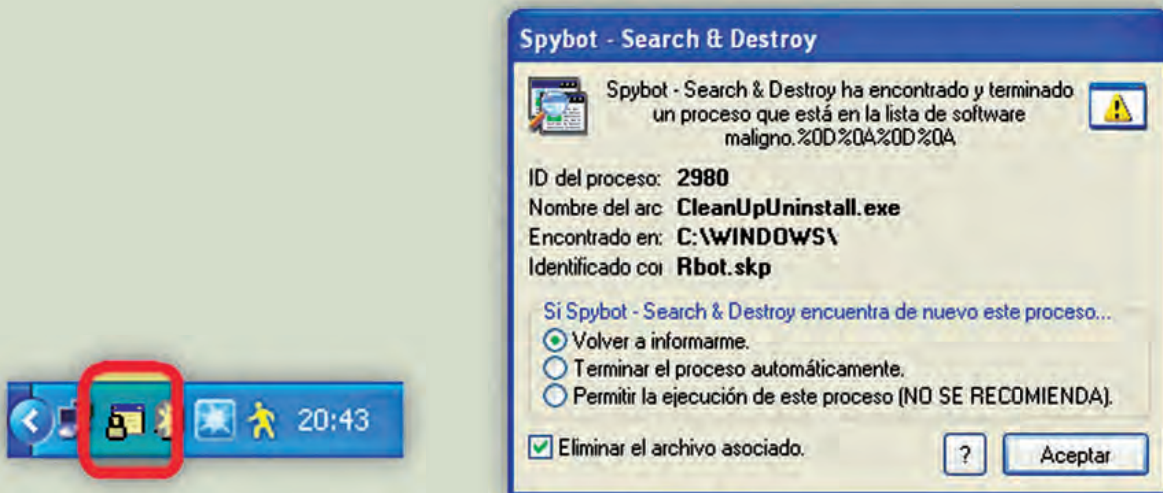 Spybot - Search & Destroy
Spybot - Search & Destroy ha encontrado y terminado
un proceso que está en la lista de software
maligno.%0D%0A%0D%0A
ID del proceso: 2980
Nombre del arc CleanUpUninstall.exe
Encontrado en: C:\WINDOWS\
Identificado coi Rbot.skp
Si Spybot - Search & Destroy encuentra de nuevo este proceso...
Volver a informarme.
Terminar el proceso automáticamente.
Permitir la ejecución de este proceso (NO SE RECOMIENDA).
Eliminar el archivo asociado.
?
Aceptar
20:43